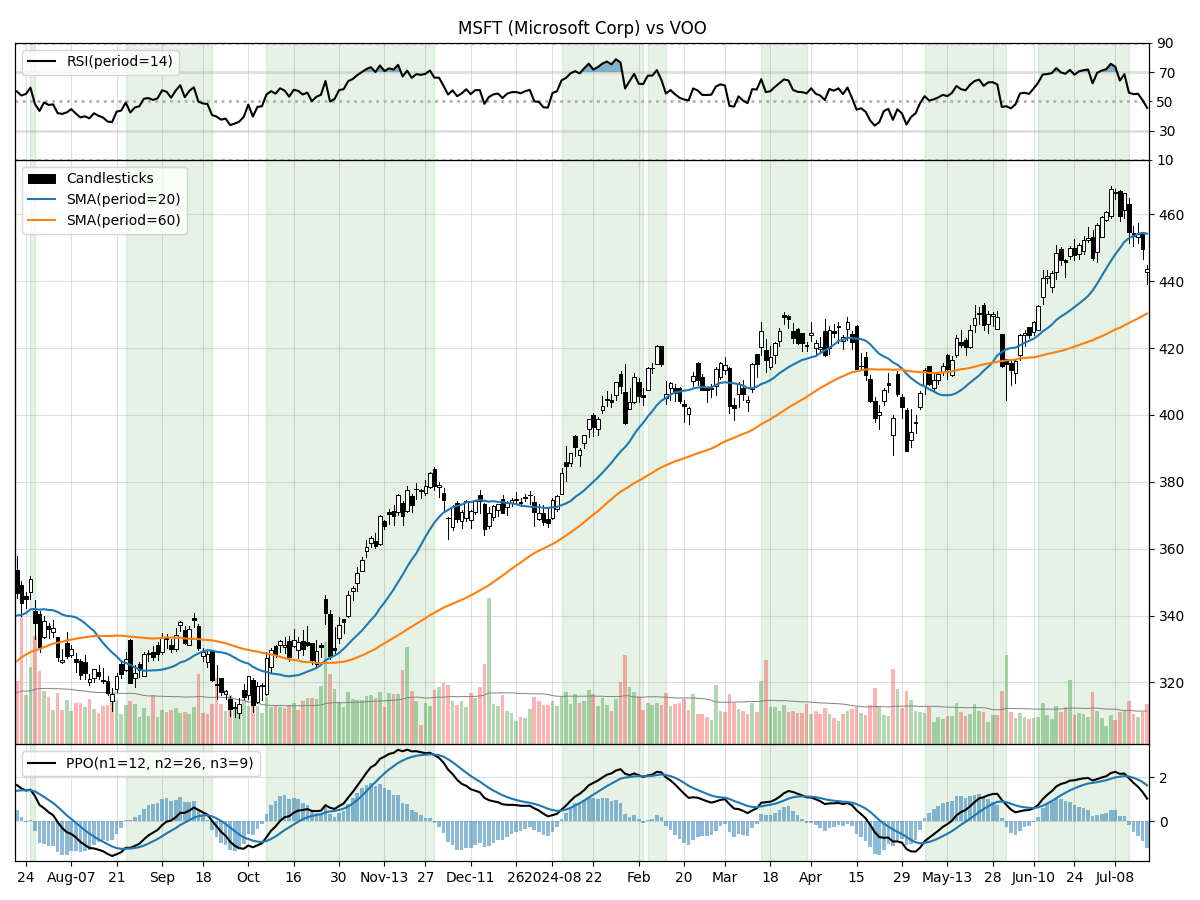 MSFT (Microsoft Corp) vs VOO
RSI(period=14)
90
70
50
30
10
Candlesticks
SMA(period=20)
SMA(period=60)
460
440
420
400
380
360
340
320
PPO(n1=12, n2=26, n3=9)
2
0
24 Aug-07 21 Sep 18 Oct 16 30 Nov-13 27 Dec-11 26 2024-08 22 Feb 20 Mar 18 Apr 15 29 May-13 28 Jun-10 24 Jul-08